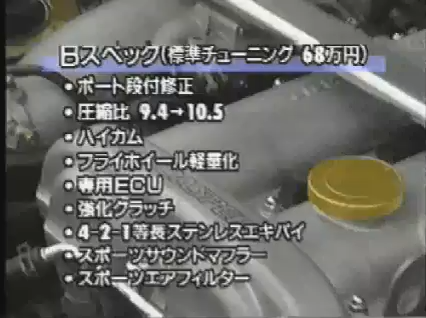 Bスペック(標準チューニング 68万円)
・ポート段付修正
・圧縮比 9.4→10.5
・ハイカム
・フライホイール軽量化
・専用ECU
・強化クラッチ
・4-2-1等長ステンレスエキパイ
・スポーツサウンドマフラー
・スポーツエアフィルター